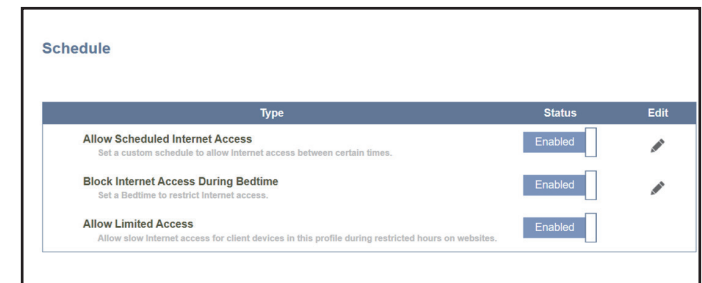 Schedule
Type Status Edit
Allow Scheduled Internet Access Enabled
Set a custom schedule to allow Internet access between certain times.
Block Internet Access During Bedtime Enabled
Set a Bedtime to restrict Internet access.
Allow Limited Access Enabled
Allow slow Internet access for client devices in this profile during restricted hours on websites.